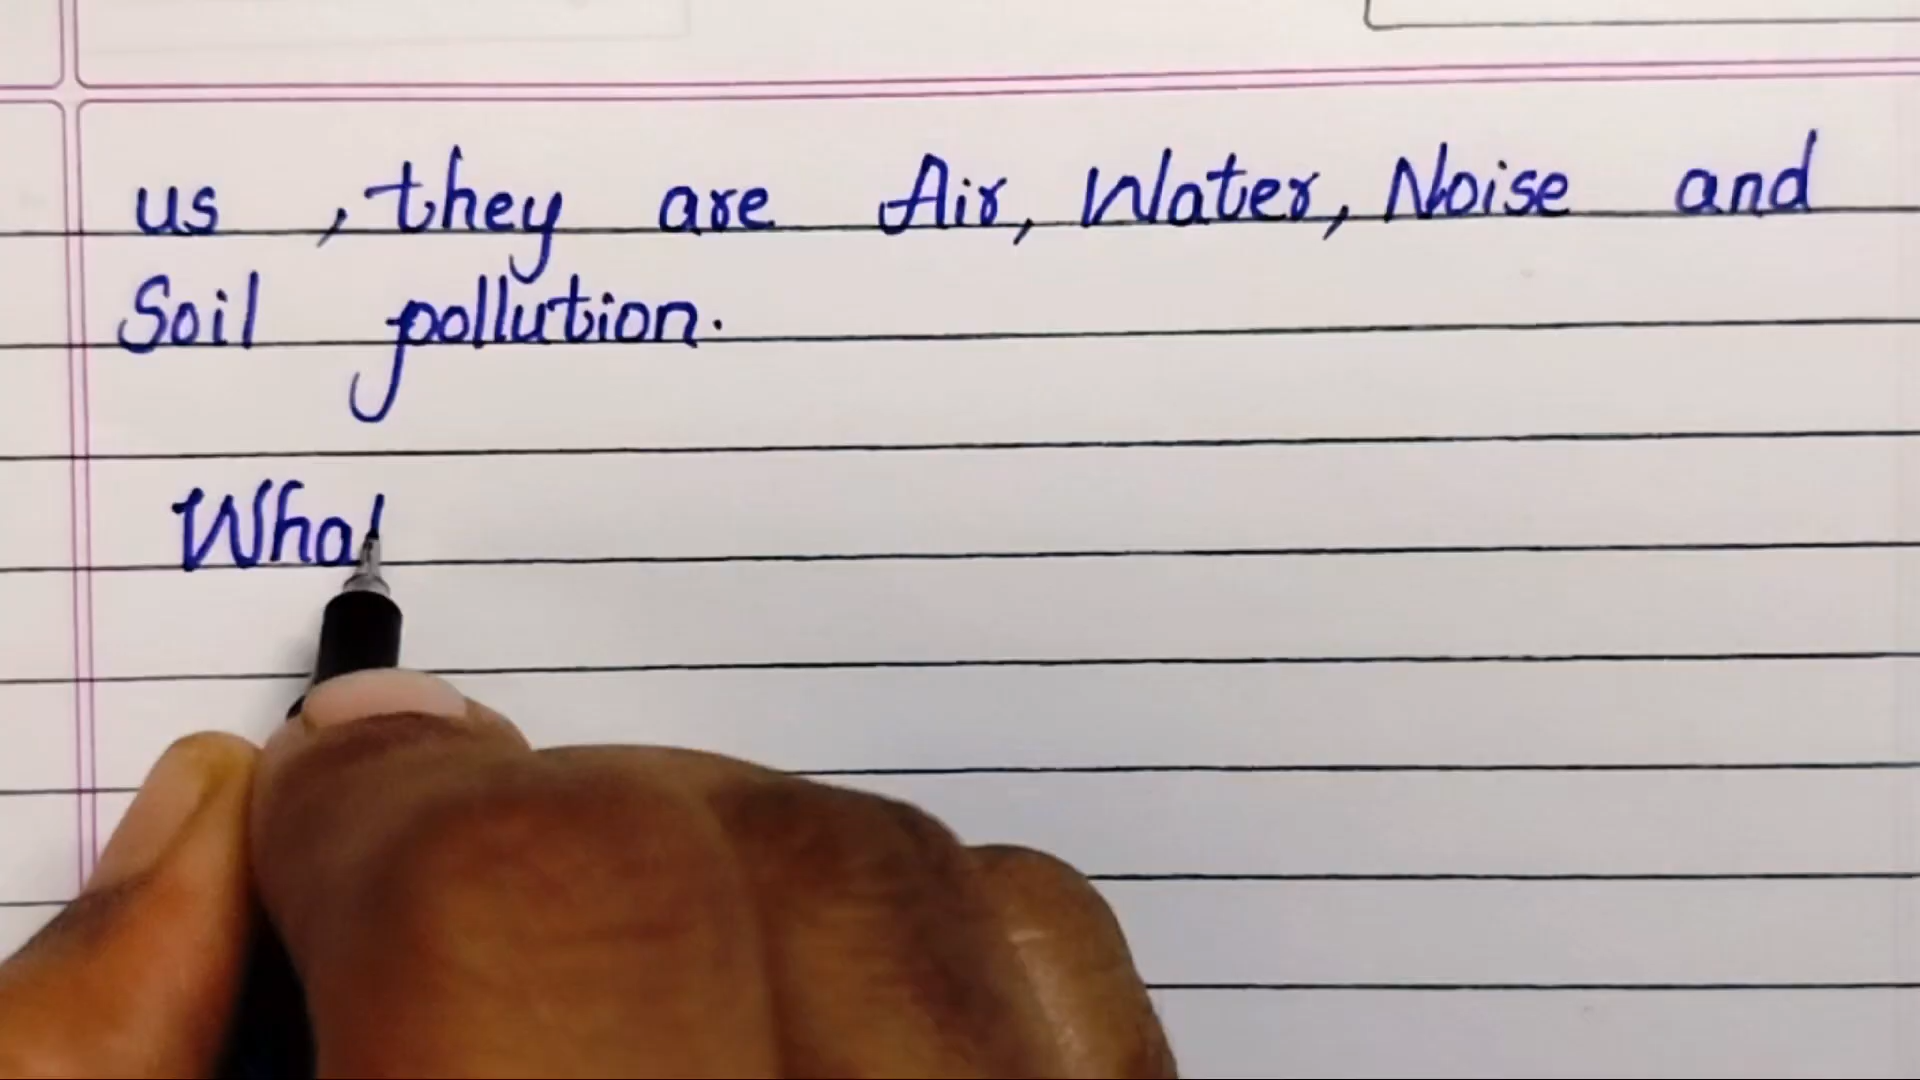 us , they are Air, Water, Noise and
Soil pollution.
Wha